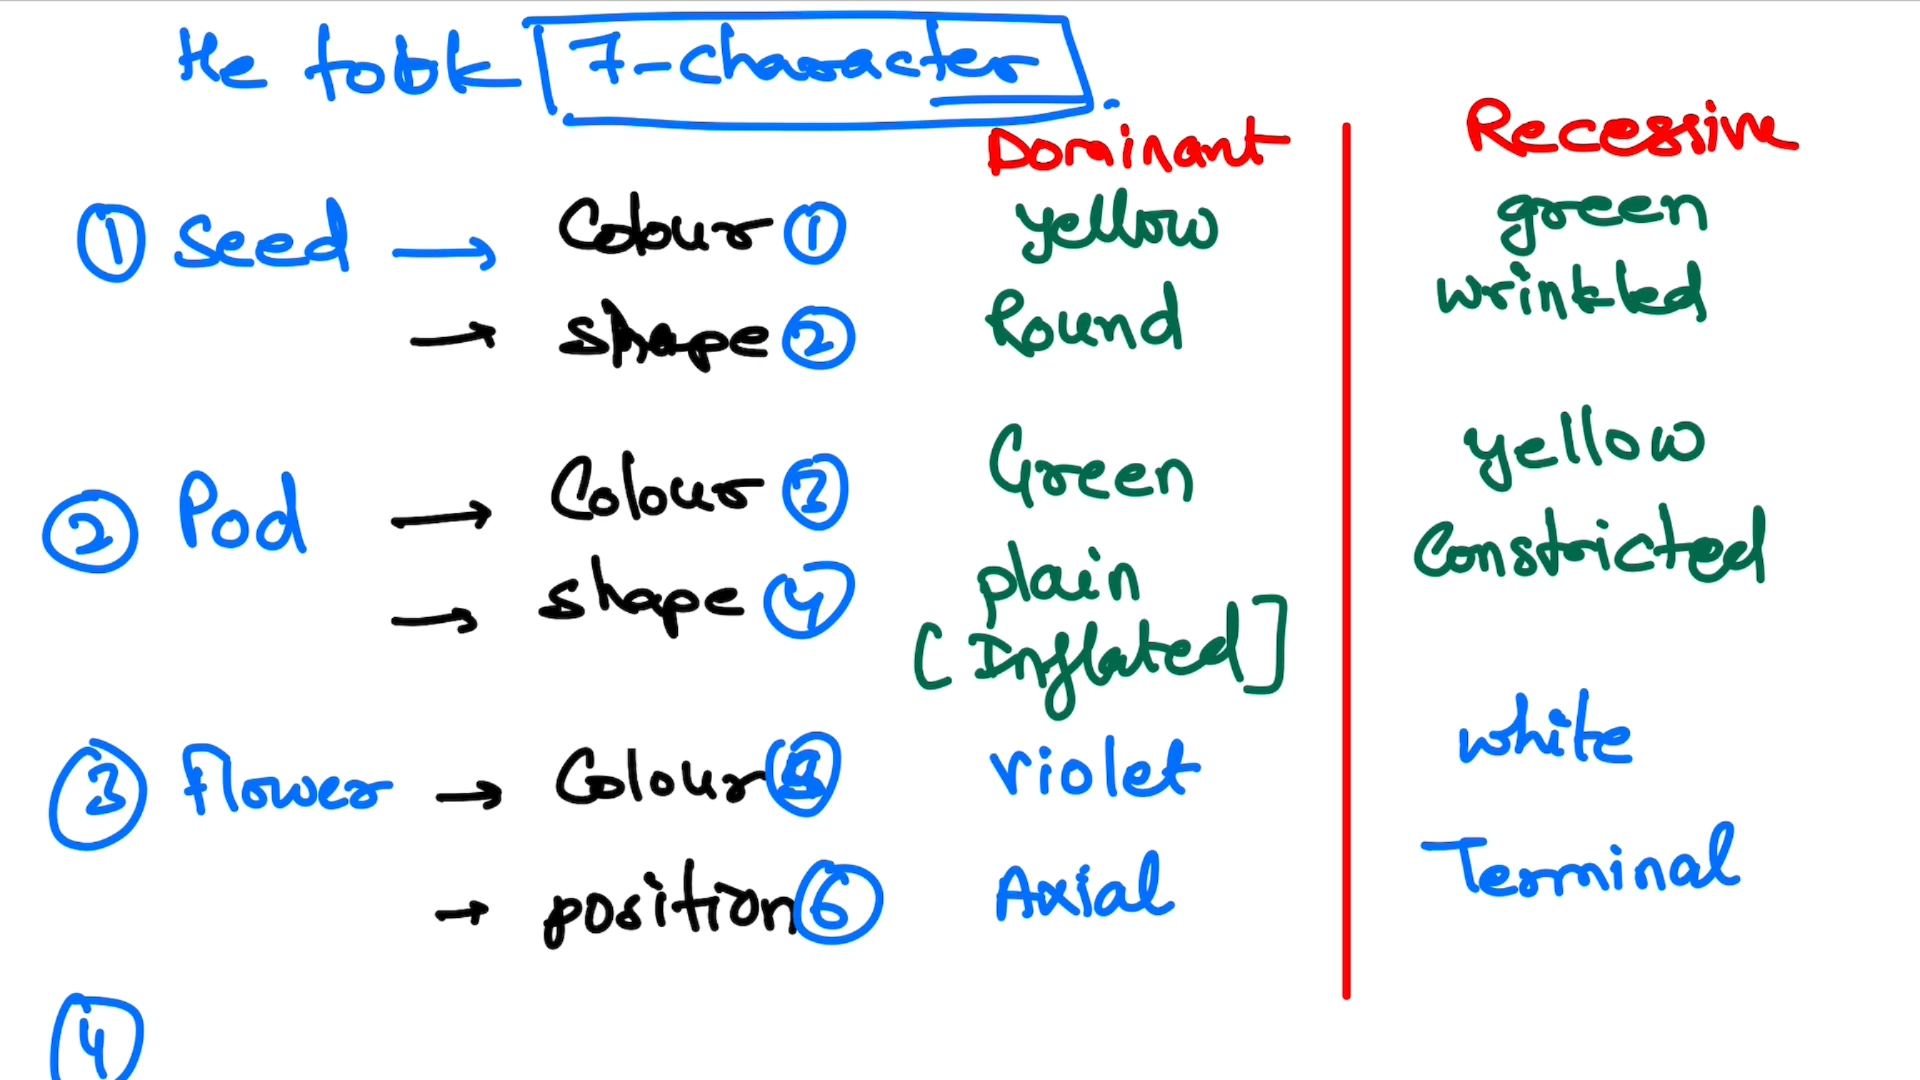 He took 7-character.
Dominant Recessive
① Seed → Colour ① yellow green
→ shape ② Round wrinkled
② Pod → Colour ③ Green yellow
→ shape ④ plain Constricted
[Inflated]
③ flower → Colour violet white
→ position ⑥ Axial Terminal
④